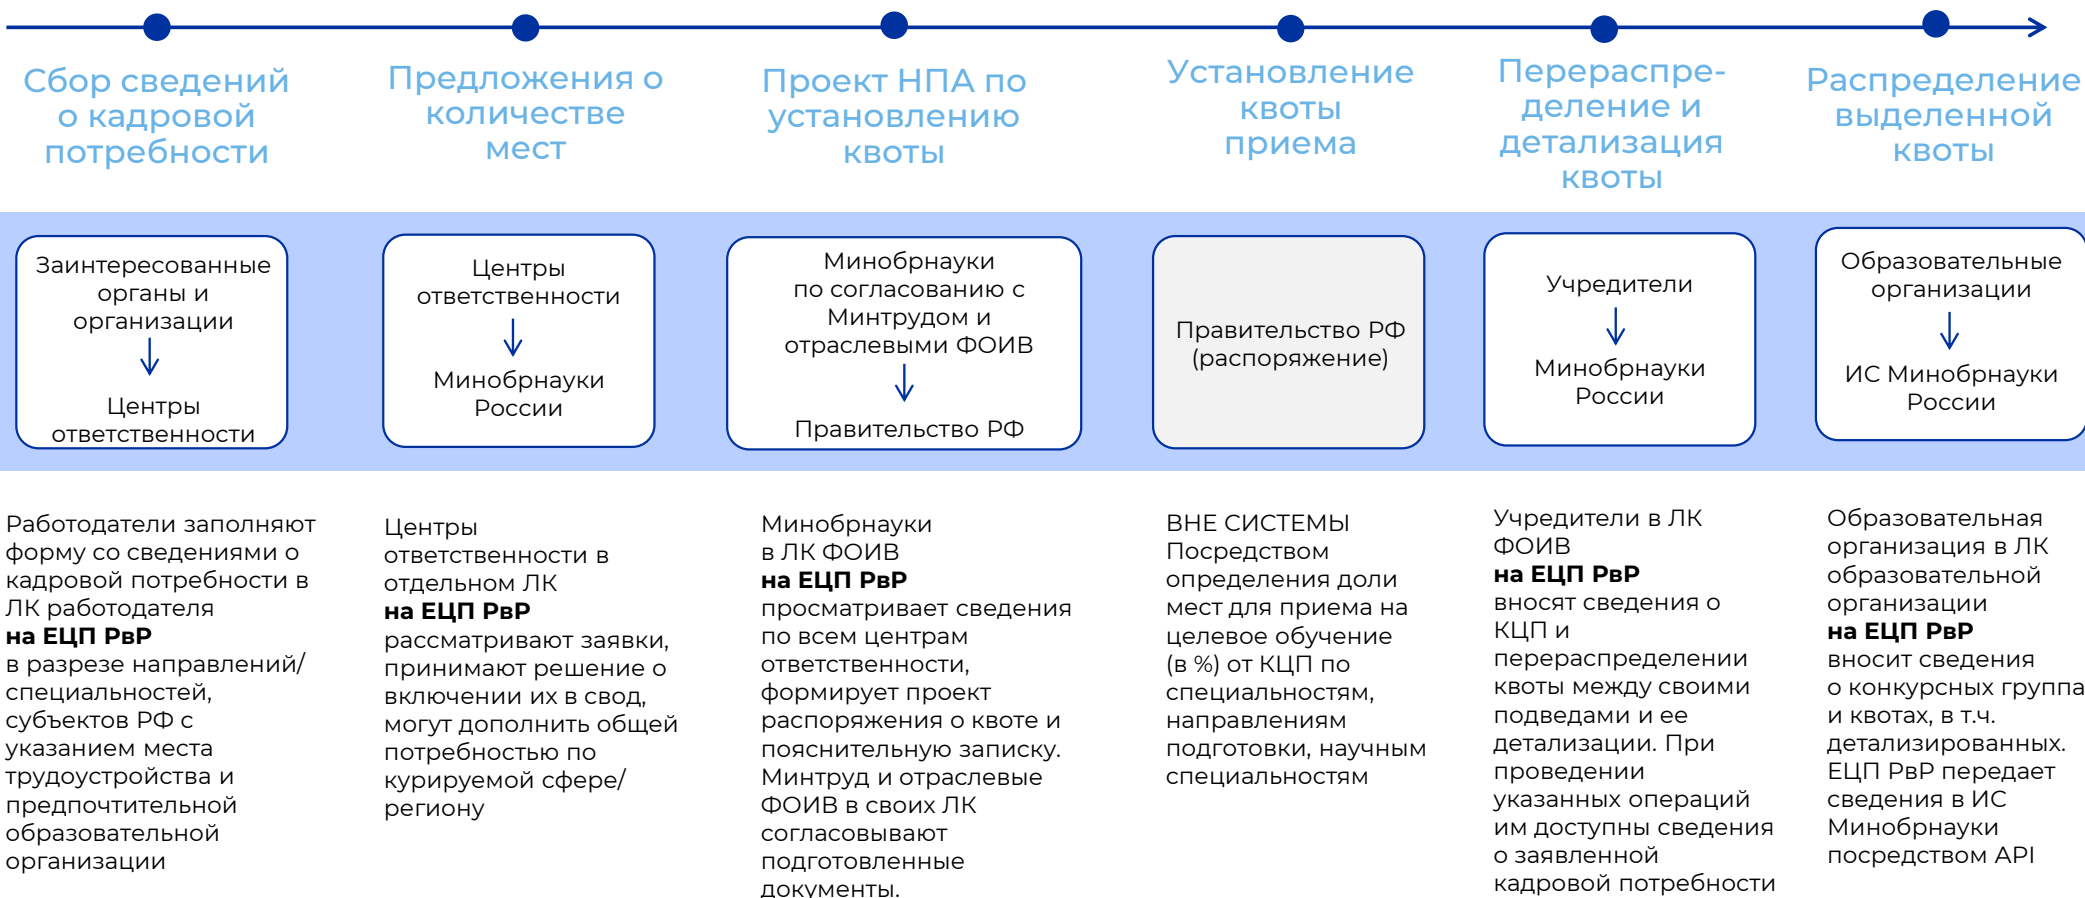 Сбор сведений
о кадровой
потребности
Предложения о
количестве
мест
Проект НПА по
установлению
квоты
Установление
квоты
приема
Перераспре-
деление и
детализация
квоты
Распределение
выделенной
квоты
Заинтересованные
органы и
организации
Центры
ответственности
Центры
ответственности
Минобрнауки
России
Минобрнауки
по согласованию с
Минтрудом и
отраслевыми ФОИВ
Правительство РФ
Правительство РФ
(распоряжение)
Учредители
Минобрнауки
России
Образовательные
организации
ИС Минобрнауки
России
Работодатели заполняют
форму со сведениями о
кадровой потребности в
ЛК работодателя
на ЕЦП РвР
в разрезе направлений/
специальностей,
субъектов РФ с
указанием места
трудоустройства и
предпочтительной
образовательной
организации
Центры
ответственности в
отдельном ЛК
на ЕЦП РвР
рассматривают заявки,
принимают решение о
включении их в свод,
могут дополнить общей
потребностью по
курируемой сфере/
региону
Минобрнауки
в ЛК ФОИВ
на ЕЦП РвР
просматривает сведения
по всем центрам
ответственности,
формирует проект
распоряжения о квоте и
пояснительную записку.
Минтруд и отраслевые
ФОИВ в своих ЛК
согласовывают
подготовленные
документы.
ВНЕ СИСТЕМЫ
Посредством
определения доли
мест для приема на
целевое обучение
(в %) от КЦП по
специальностям,
направлениям
подготовки, научным
специальностям
Учредители в ЛК
ФОИВ
на ЕЦП РвР
вносят сведения о
КЦП и
перераспределении
квоты между своими
подведами и ее
детализации. При
проведении
указанных операций
им доступны сведения
о заявленной
кадровой потребности
Образовательная
организация в ЛК
образовательной
организации
на ЕЦП РвР
вносит сведения
о конкурсных группа
и квотах, в т.ч.
детализированных.
ЕЦП РвР передает
сведения в ИС
Минобрнауки
посредством API